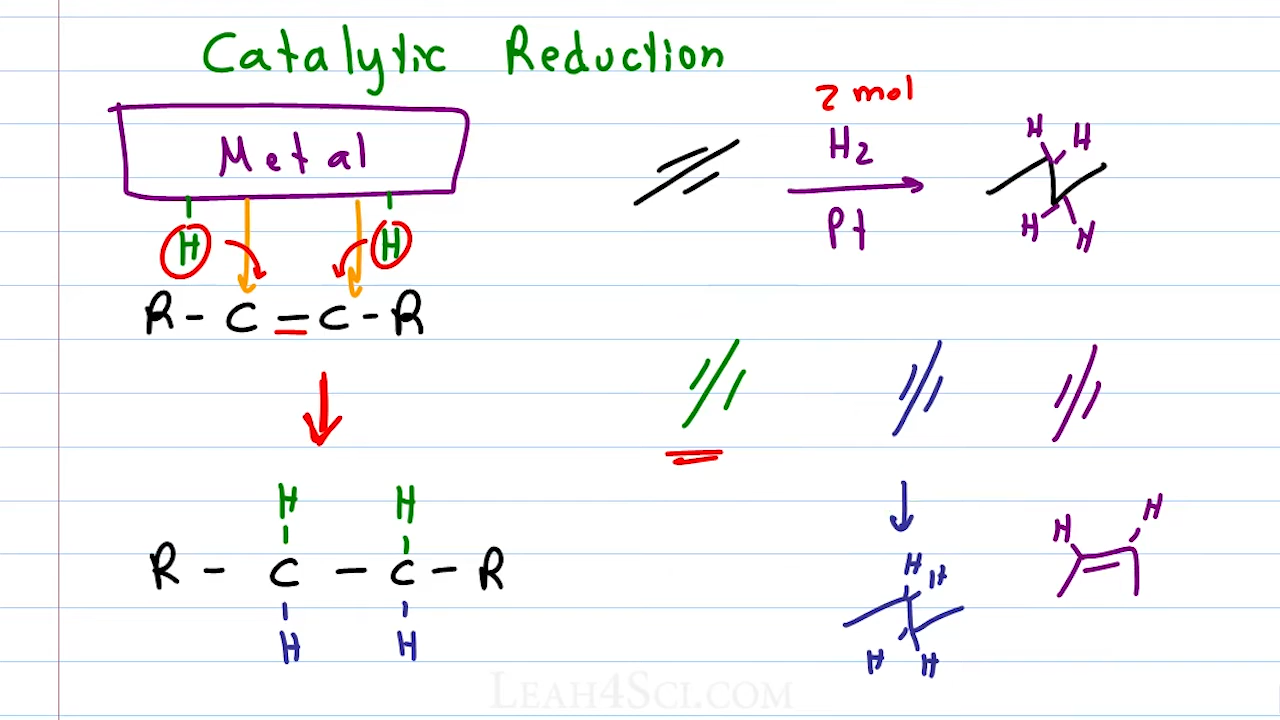 Catalytic Reduction
Metal
H H
R - C = C - R
H H
R - C - C - R
H H
2 mol
H2
Pt
H H
H H
H H
H H
H H
LEAH4SCI.COM